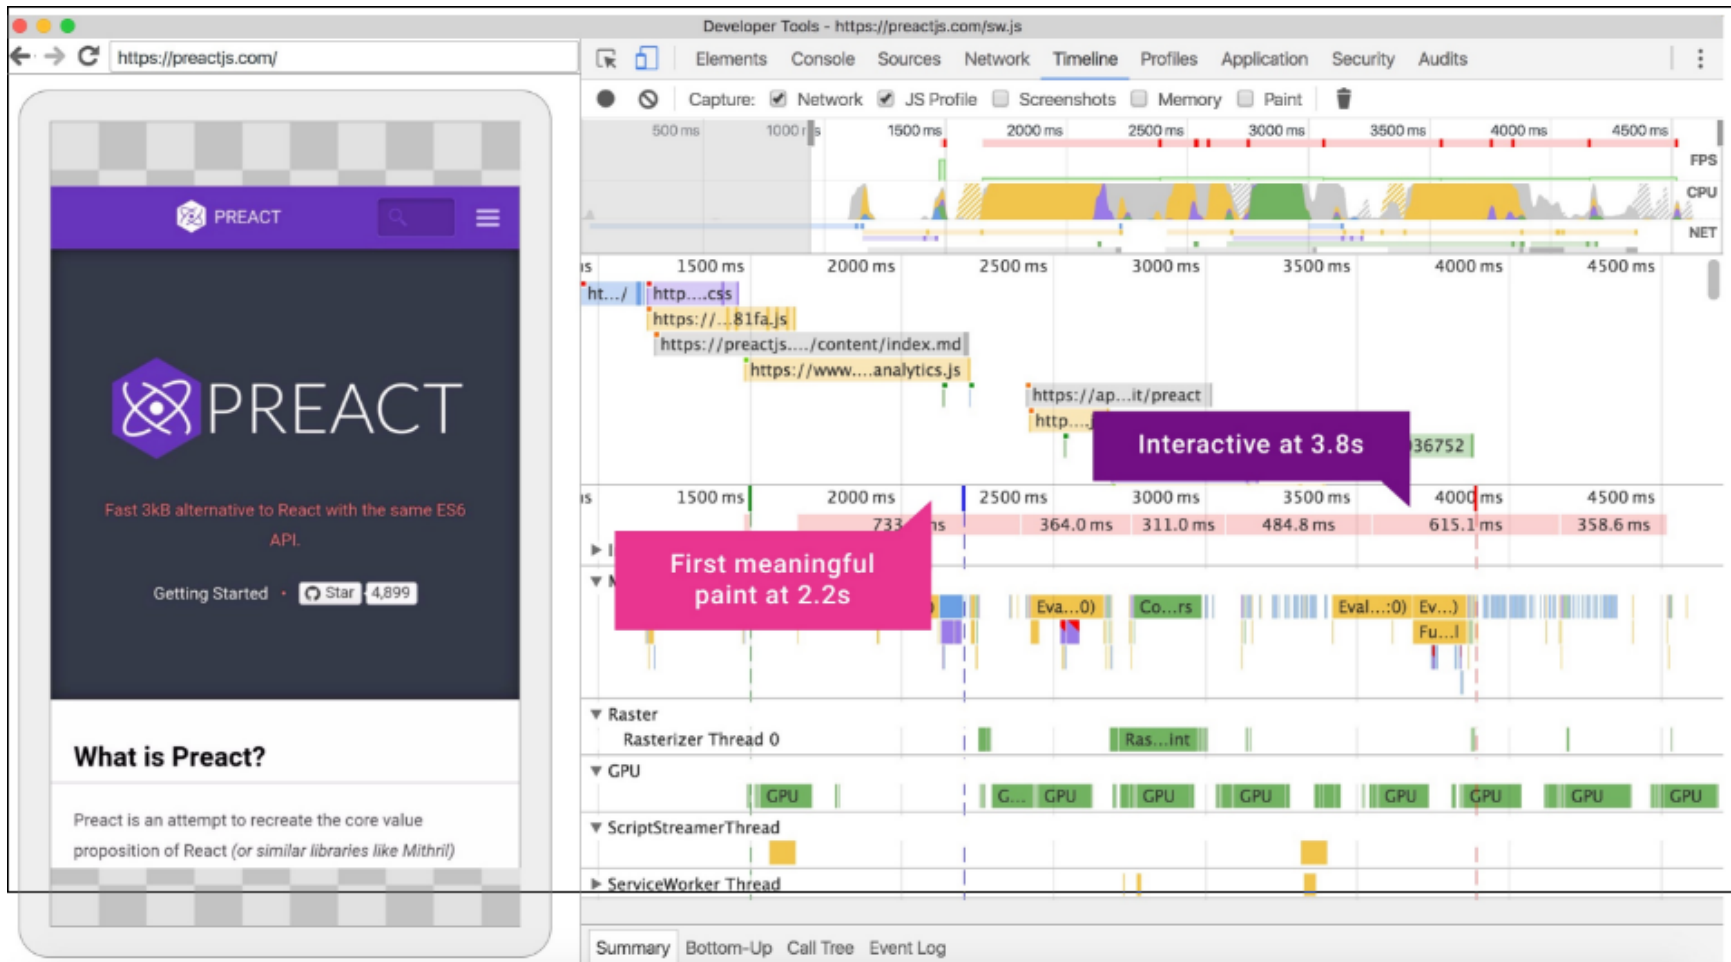 Developer Tools - https://preactjs.com/sw.js
https://preactjs.com/
Elements Console Sources Network Timeline Profiles Application Security Audits
Capture: Network JS Profile Screenshots Memory Paint
500 ms 1000 ms 1500 ms 2000 ms 2500 ms 3000 ms 3500 ms 4000 ms 4500 ms
FPS
CPU
NET
PREACT
PREACT
Fast 3kB alternative to React with the same ES6
API.
Getting Started • Star 4,899
What is Preact?
Preact is an attempt to recreate the core value
proposition of React (or similar libraries like Mithril)
ms 1500 ms 2000 ms 2500 ms 3000 ms 3500 ms 4000 ms 4500 ms
ht.../ http....css
https://...81fa.js
https://preactjs..../content/index.md
https://www....analytics.js
https://ap...it/preact
http....j
36752
Interactive at 3.8s
ms 1500 ms 2000 ms 2500 ms 3000 ms 3500 ms 4000 ms 4500 ms
733 ms 364.0 ms 311.0 ms 484.8 ms 615.1 ms 358.6 ms
First meaningful
paint at 2.2s
Eva...0) Co...rs Eval...:0) Ev...)
Fu...l
Raster
Rasterizer Thread 0 Ras...int
GPU
GPU G... GPU GPU GPU GPU GPU GPU GPU
ScriptStreamerThread
ServiceWorker Thread
Summary Bottom-Up Call Tree Event Log